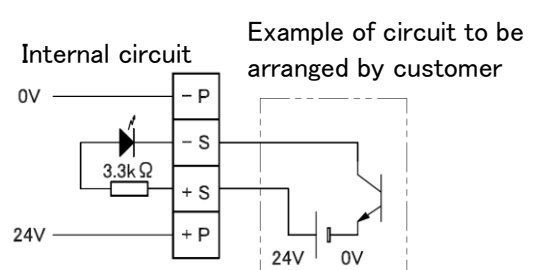 Example of circuit to be
arranged by customer
Internal circuit
0V
- P
- S
3.3kΩ
+ S
24V
+ P
24V 0V